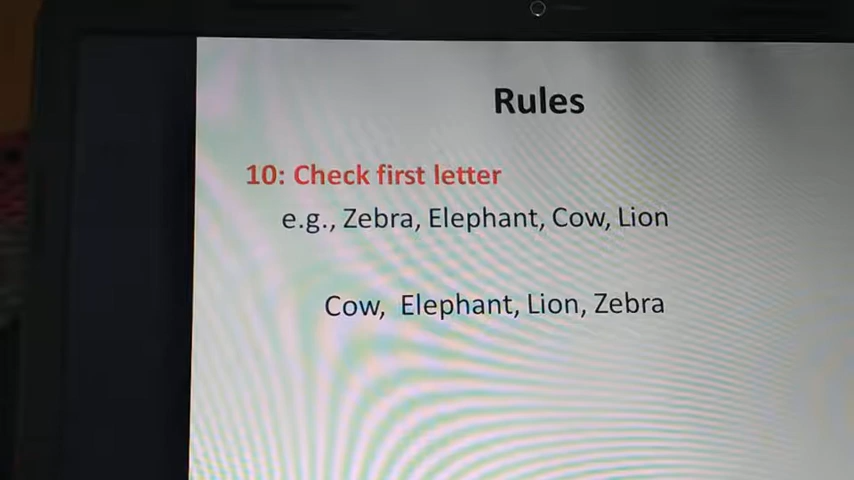 Rules
10: Check first letter
e.g., Zebra, Elephant, Cow, Lion
Cow, Elephant, Lion, Zebra